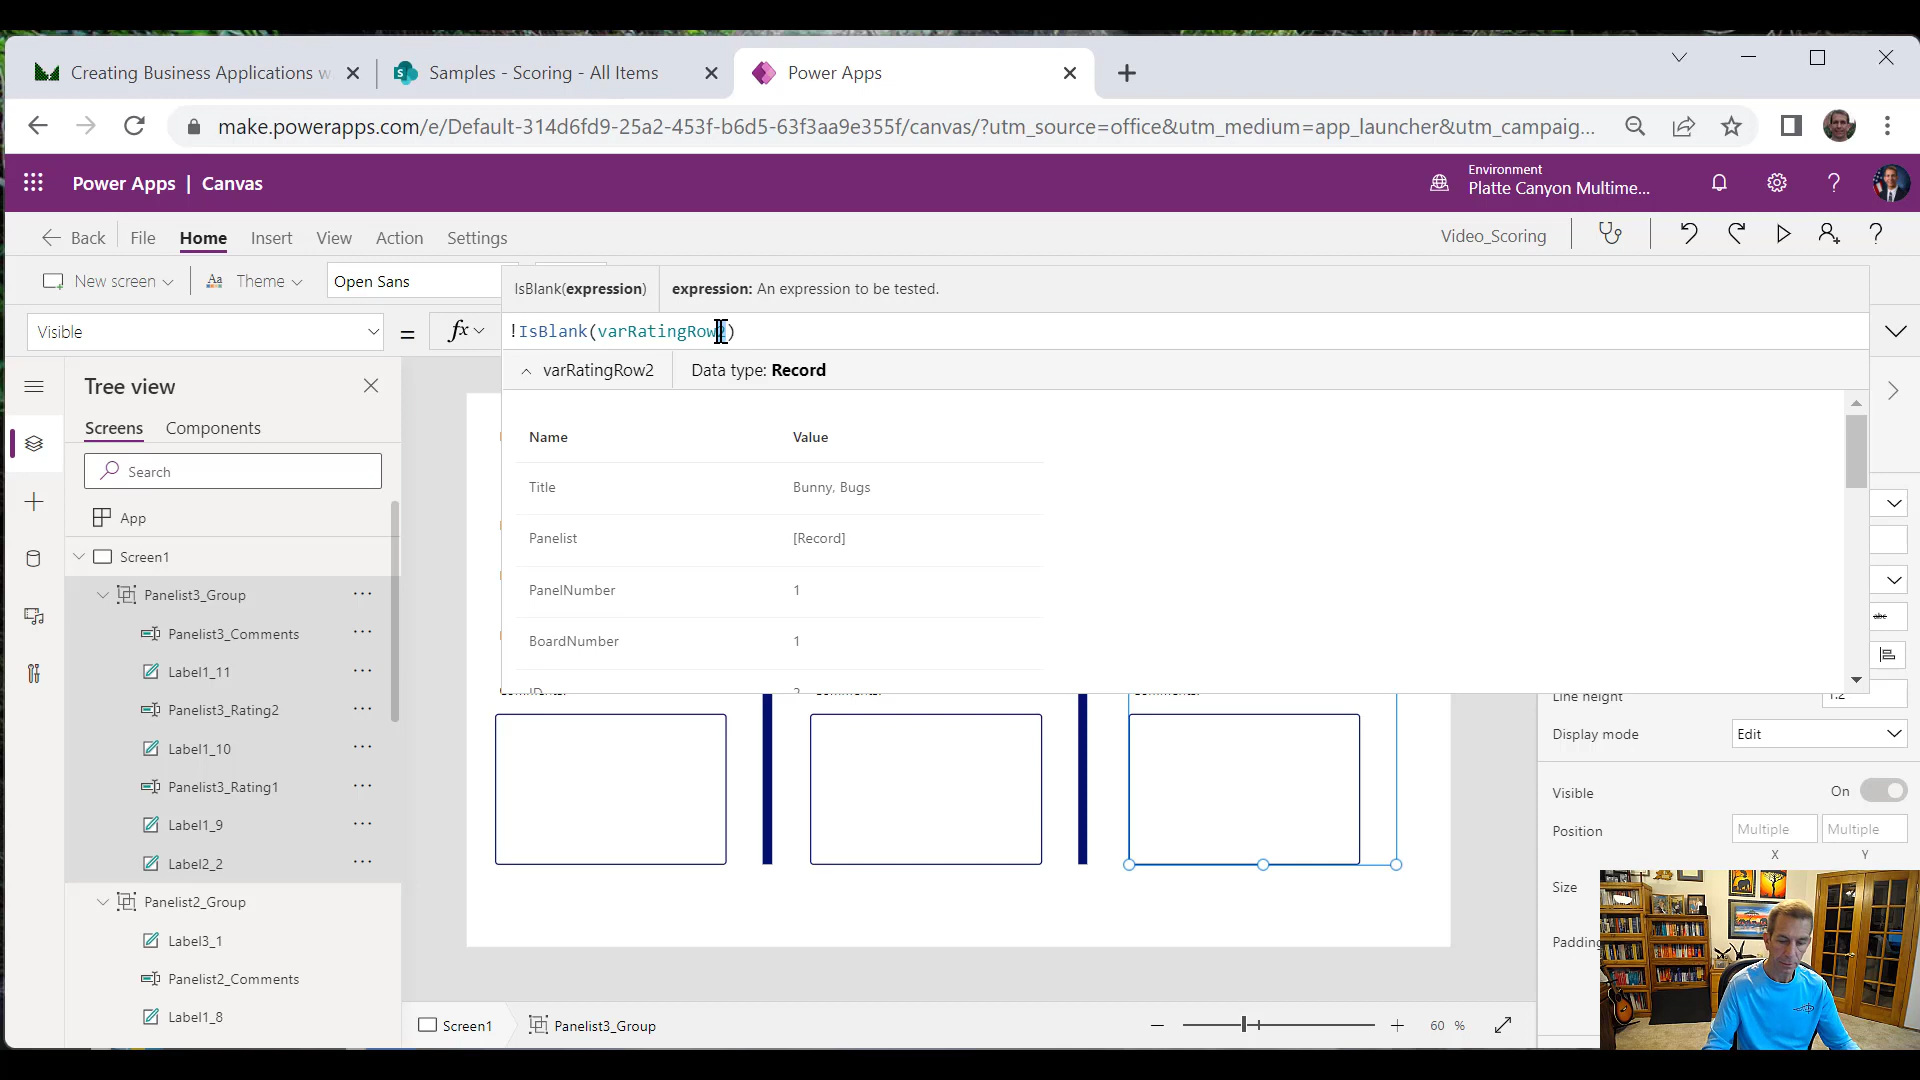 Creating Business Applications w
Samples - Scoring - All Items
Power Apps
make.powerapps.com/e/Default-314d6fd9-25a2-453f-b6d5-63f3aa9e355f/canvas/?utm_source=office&utm_medium=app_launcher&utm_campaig...
Power Apps | Canvas
Environment
Platte Canyon Multime...
Back
File
Home
Insert
View
Action
Settings
Video_Scoring
New screen
Theme
Open Sans
IsBlank(expression)
expression: An expression to be tested.
Visible
=
fx
!IsBlank(varRatingRow2)
varRatingRow2
Data type: Record
Tree view
Screens
Components
Search
Name
Value
Title
Bunny, Bugs
Panelist
[Record]
PanelNumber
1
BoardNumber
1
App
Screen1
Panelist3_Group
Panelist3_Comments
Label1_11
Panelist3_Rating2
Label1_10
Panelist3_Rating1
Label1_9
Label2_2
Panelist2_Group
Label3_1
Panelist2_Comments
Label1_8
abc
Line height
1.2
Display mode
Edit
Visible
On
Position
Multiple
Multiple
X
Y
Size
Padding
Screen1
Panelist3_Group
60 %